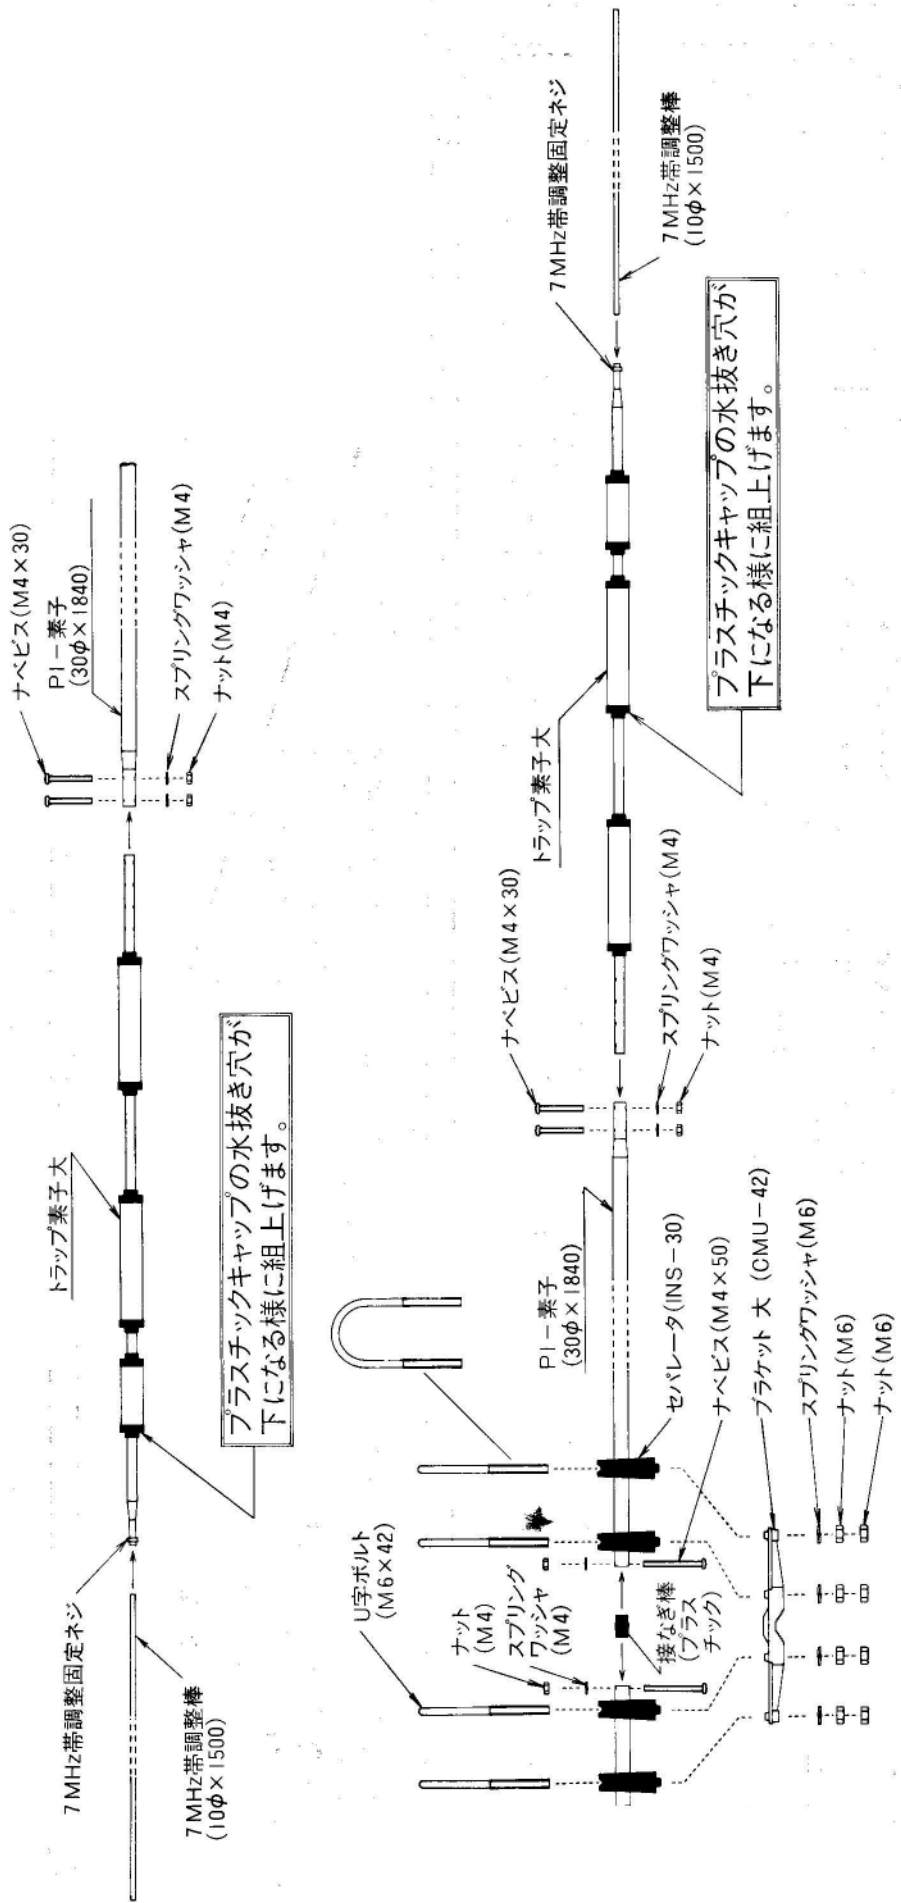 7MHz帯調整棒
(10φ×1500)
7MHz帯調整固定ネジ
トラップ素子大
プラスチックキャップの水抜き穴が
下になる様に組上げます。
ナベビス(M4×30)
P1-素子
(30φ×1840)
スプリングワッシャ(M4)
ナット(M4)
U字ボルト
(M6×42)
ナット
(M4)
スプリング
ワッシャ
(M4)
接なぎ棒
(プラス
チック)
P1-素子
(30φ×1840)
セパレータ(INS-30)
ナベビス(M4×50)
ブラケット 大 (CMU-42)
スプリングワッシャ(M6)
ナット(M6)
ナット(M6)
ナベビス(M4×30)
スプリングワッシャ(M4)
ナット(M4)
トラップ素子大
プラスチックキャップの水抜き穴が
下になる様に組上げます。
7MHz帯調整固定ネジ
7MHz帯調整棒
(10φ×1500)